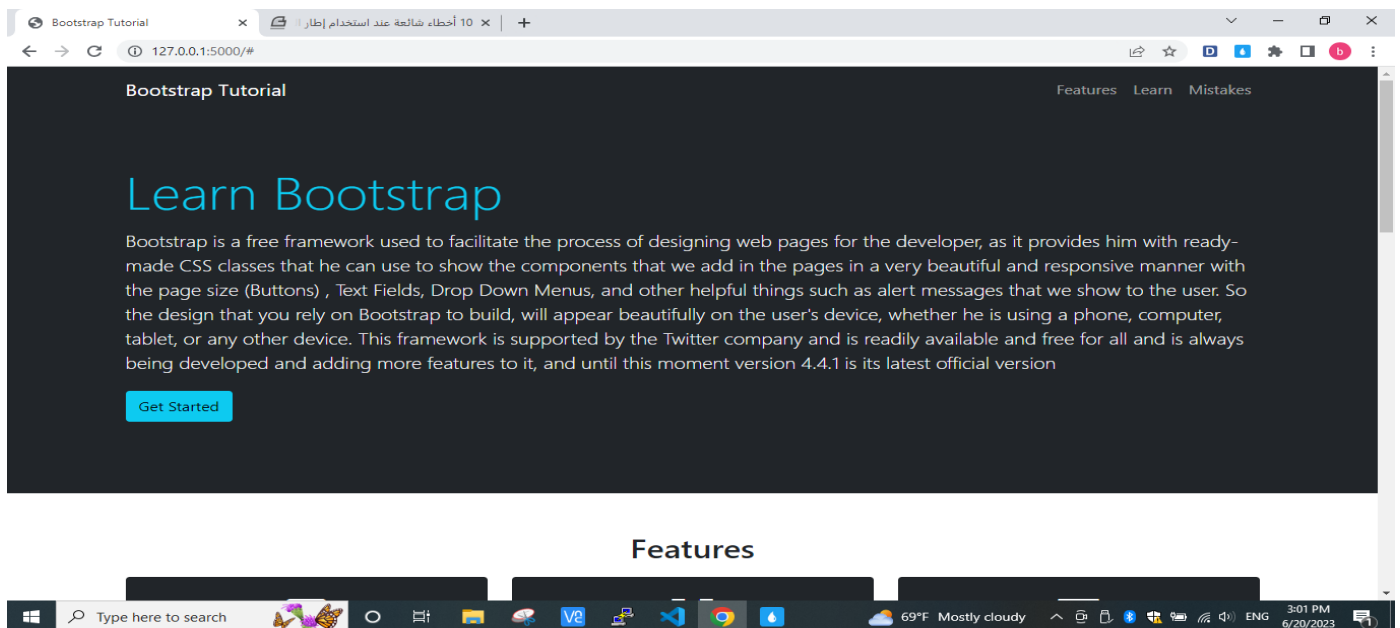 Bootstrap Tutorial
10 أخطاء شائعة عند استخدام إطار
127.0.0.1:5000/#
b
Bootstrap Tutorial
Features Learn Mistakes
Learn Bootstrap
Bootstrap is a free framework used to facilitate the process of designing web pages for the developer, as it provides him with ready-
made CSS classes that he can use to show the components that we add in the pages in a very beautiful and responsive manner with
the page size (Buttons) , Text Fields, Drop Down Menus, and other helpful things such as alert messages that we show to the user. So
the design that you rely on Bootstrap to build, will appear beautifully on the user's device, whether he is using a phone, computer,
tablet, or any other device. This framework is supported by the Twitter company and is readily available and free for all and is always
being developed and adding more features to it, and until this moment version 4.4.1 is its latest official version
Get Started
Features
Type here to search
69°F Mostly cloudy
ENG
3:01 PM
6/20/2023